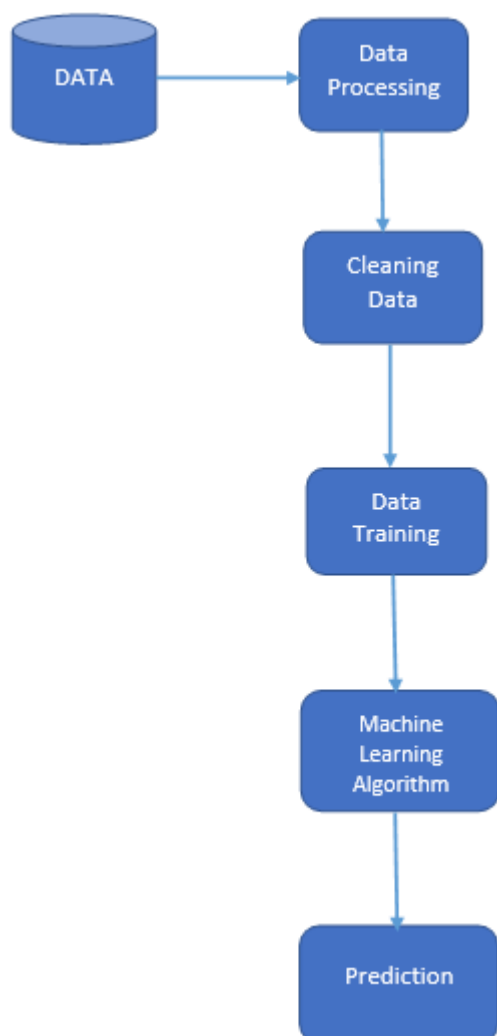 DATA
Data
Processing
Cleaning
Data
Data
Training
Machine
Learning
Algorithm
Prediction